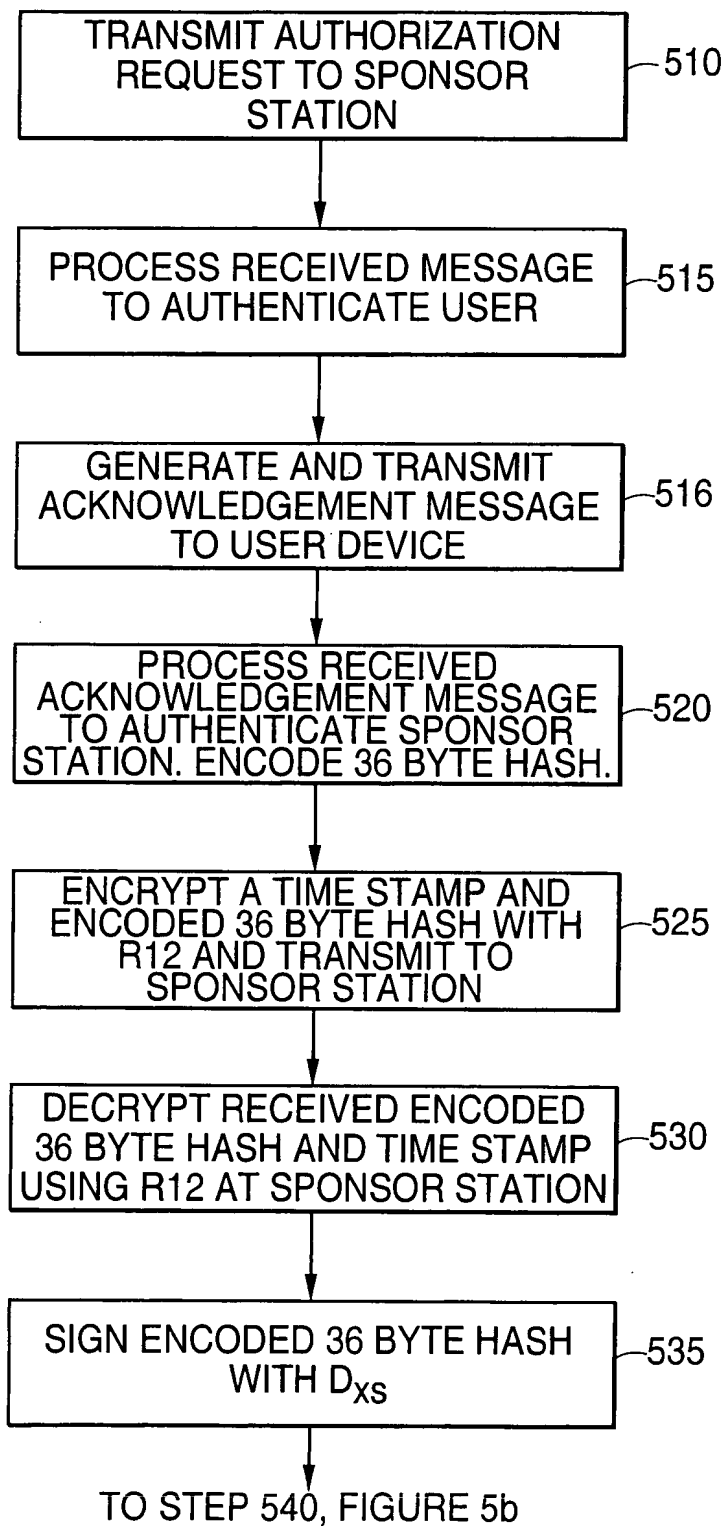 TRANSMIT AUTHORIZATION
REQUEST TO SPONSOR
STATION
510
PROCESS RECEIVED MESSAGE
TO AUTHENTICATE USER
515
GENERATE AND TRANSMIT
ACKNOWLEDGEMENT MESSAGE
TO USER DEVICE
516
PROCESS RECEIVED
ACKNOWLEDGEMENT MESSAGE
TO AUTHENTICATE SPONSOR
STATION. ENCODE 36 BYTE HASH.
520
ENCRYPT A TIME STAMP AND
ENCODED 36 BYTE HASH WITH
R12 AND TRANSMIT TO
SPONSOR STATION
525
DECRYPT RECEIVED ENCODED
36 BYTE HASH AND TIME STAMP
USING R12 AT SPONSOR STATION
530
SIGN ENCODED 36 BYTE HASH
WITH DXS
535
TO STEP 540, FIGURE 5b